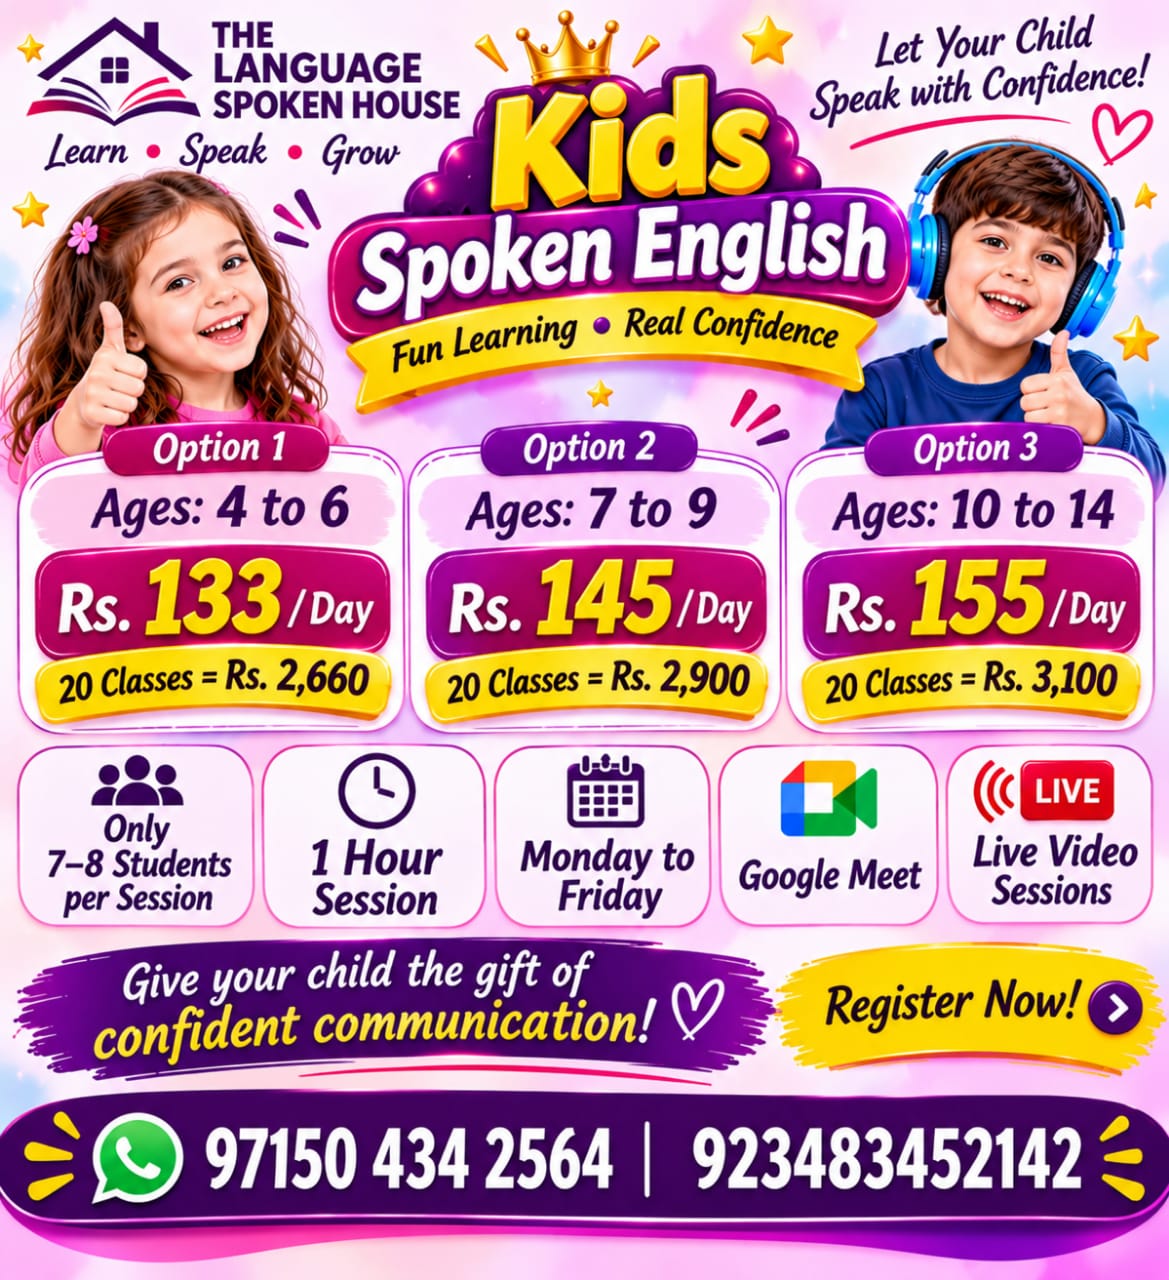 THE
LANGUAGE
SPOKEN HOUSE
Learn • Speak • Grow
Kids
Spoken English
Fun Learning • Real Confidence
Let Your Child
Speak with Confidence!
Option 1
Ages: 4 to 6
Rs. 133/Day
20 Classes = Rs. 2,660
Option 2
Ages: 7 to 9
Rs. 145/Day
20 Classes = Rs. 2,900
Option 3
Ages: 10 to 14
Rs. 155/Day
20 Classes = Rs. 3,100
Only
7–8 Students
per Session
1 Hour
Session
Monday to
Friday
Google Meet
LIVE
Live Video
Sessions
Give your child the gift of
confident communication!
Register Now!
97150 434 2564 | 923483452142